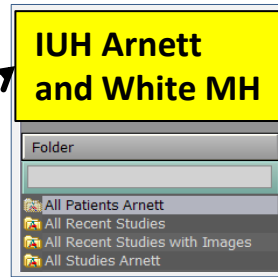 IUH Arnett
and White MH
Folder
All Patients Arnett
All Recent Studies
All Recent Studies with Images
All Studies Arnett